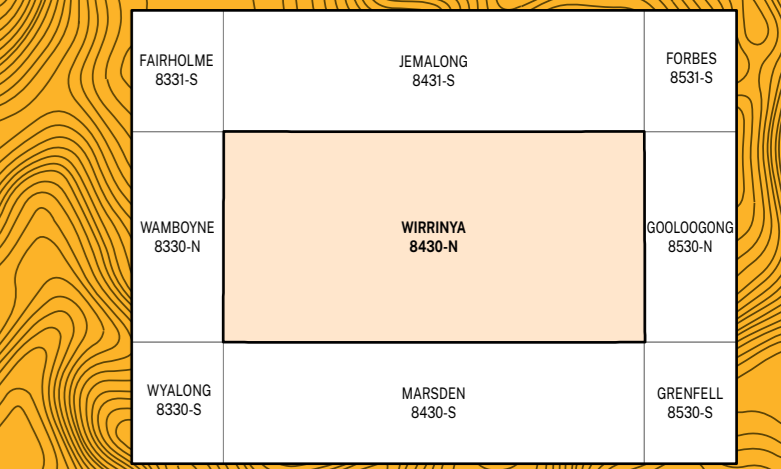 FAIRHOLME
8331-S
JEMALONG
8431-S
FORBES
8531-S
WAMBOYNE
8330-N
WIRRINYA
8430-N
GOOLOOGONG
8530-N
WYALONG
8330-S
MARSDEN
8430-S
GRENFELL
8530-S